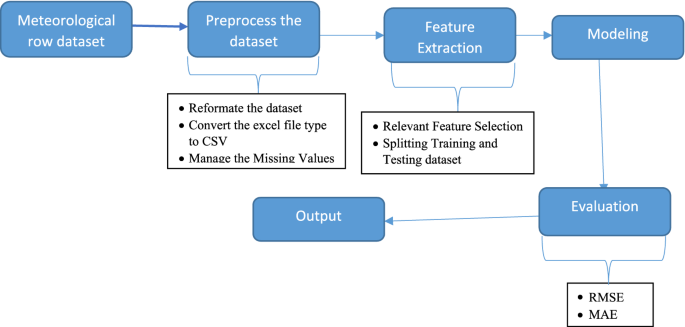 Meteorological
row dataset
Preprocess the
dataset
Feature
Extraction
Modeling
• Reformate the dataset
• Convert the excel file type
to CSV
• Manage the Missing Values
• Relevant Feature Selection
• Splitting Training and
Testing dataset
Output
Evaluation
• RMSE
• MAE